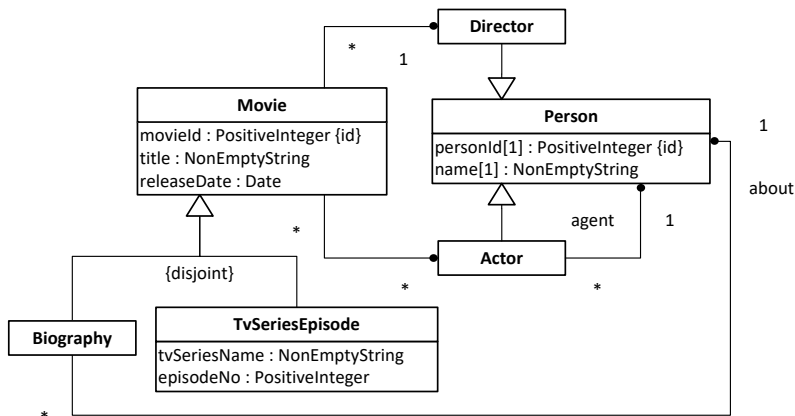 Director
*
1
Movie
movieId : PositiveInteger {id}
title : NonEmptyString
releaseDate : Date
Person
personId[1] : PositiveInteger {id}
name[1] : NonEmptyString
1
about
*
agent
1
Actor
*
*
{disjoint}
Biography
TvSeriesEpisode
tvSeriesName : NonEmptyString
episodeNo : PositiveInteger
*